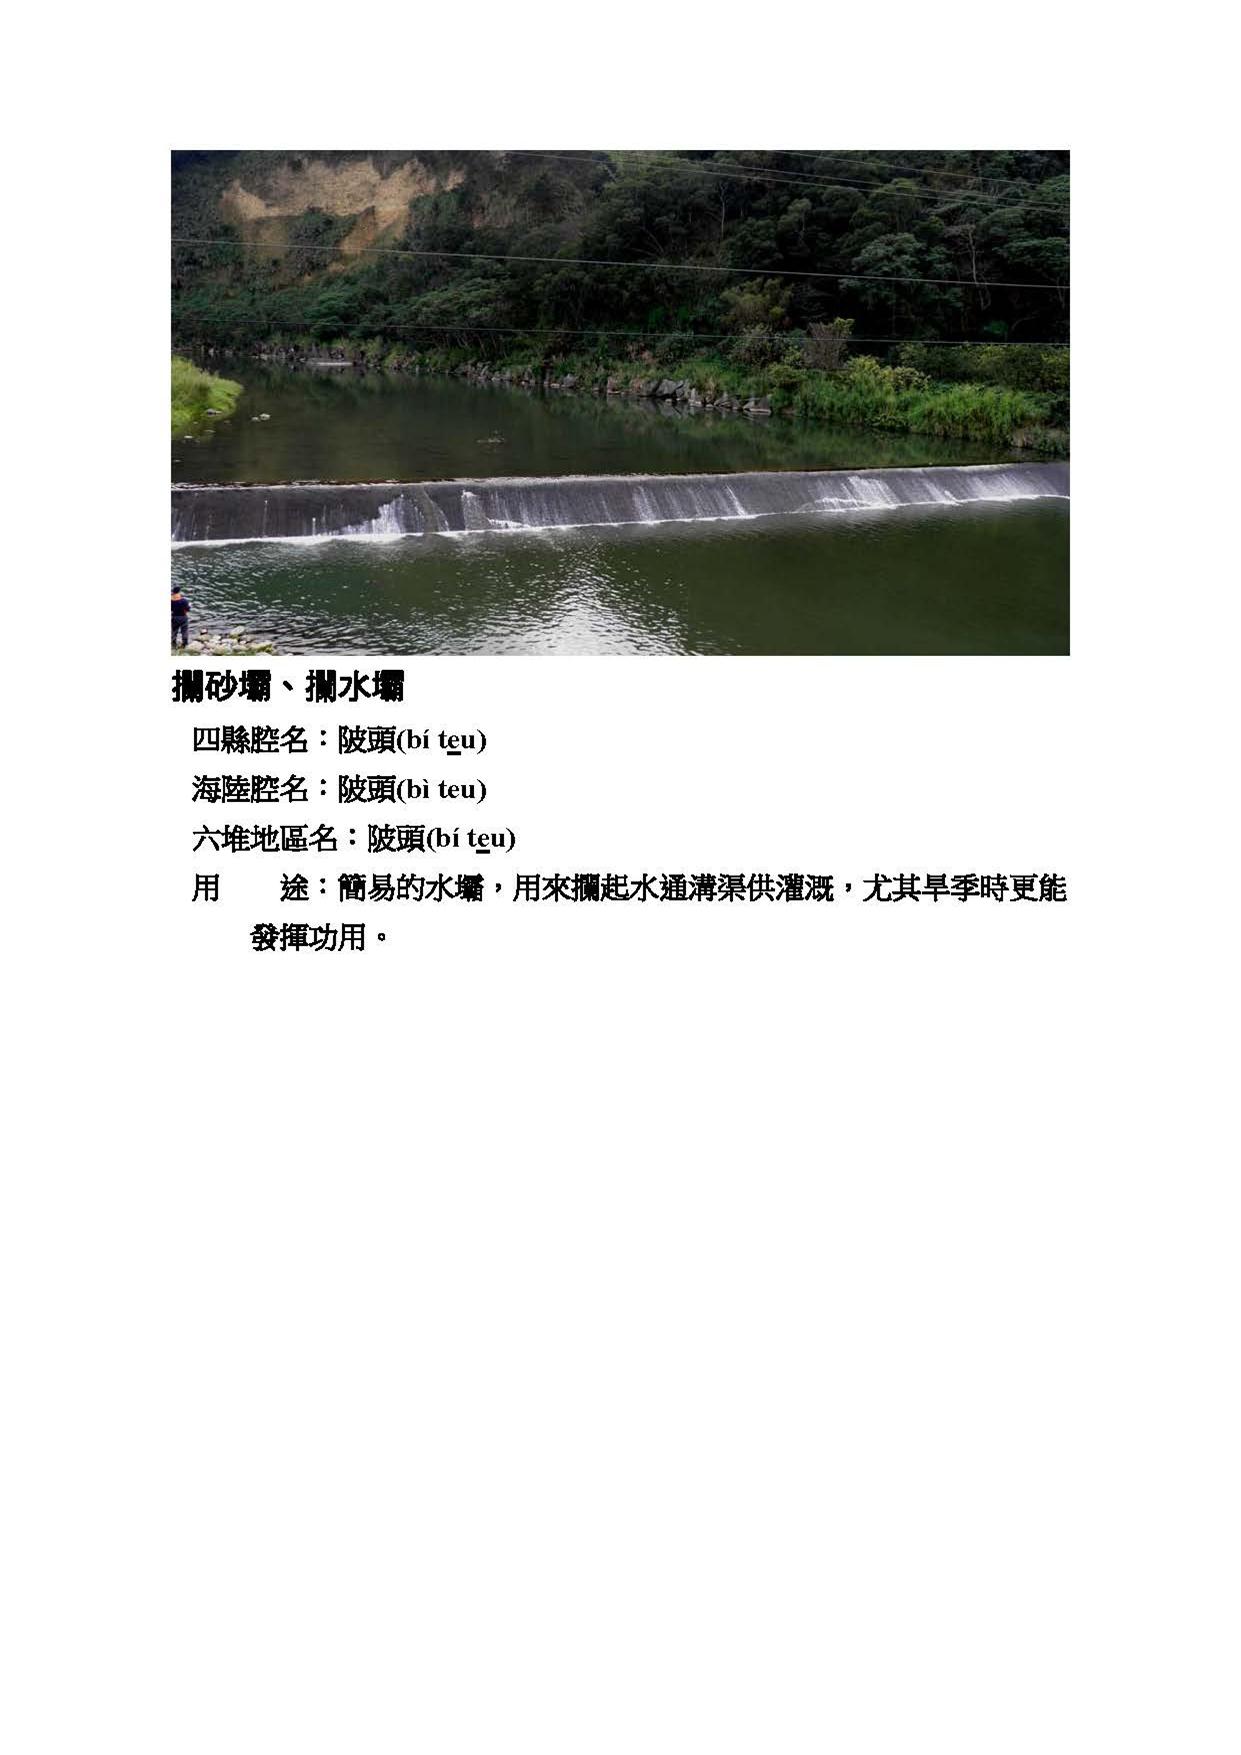 攔砂壩、攔水壩
四縣腔名：陂頭(bí te̲u)
海陸腔名：陂頭(bì teu)
六堆地區名：陂頭(bí te̲u)
用　　途：簡易的水壩，用來攔起水通溝渠供灌溉，尤其旱季時更能
發揮功用。